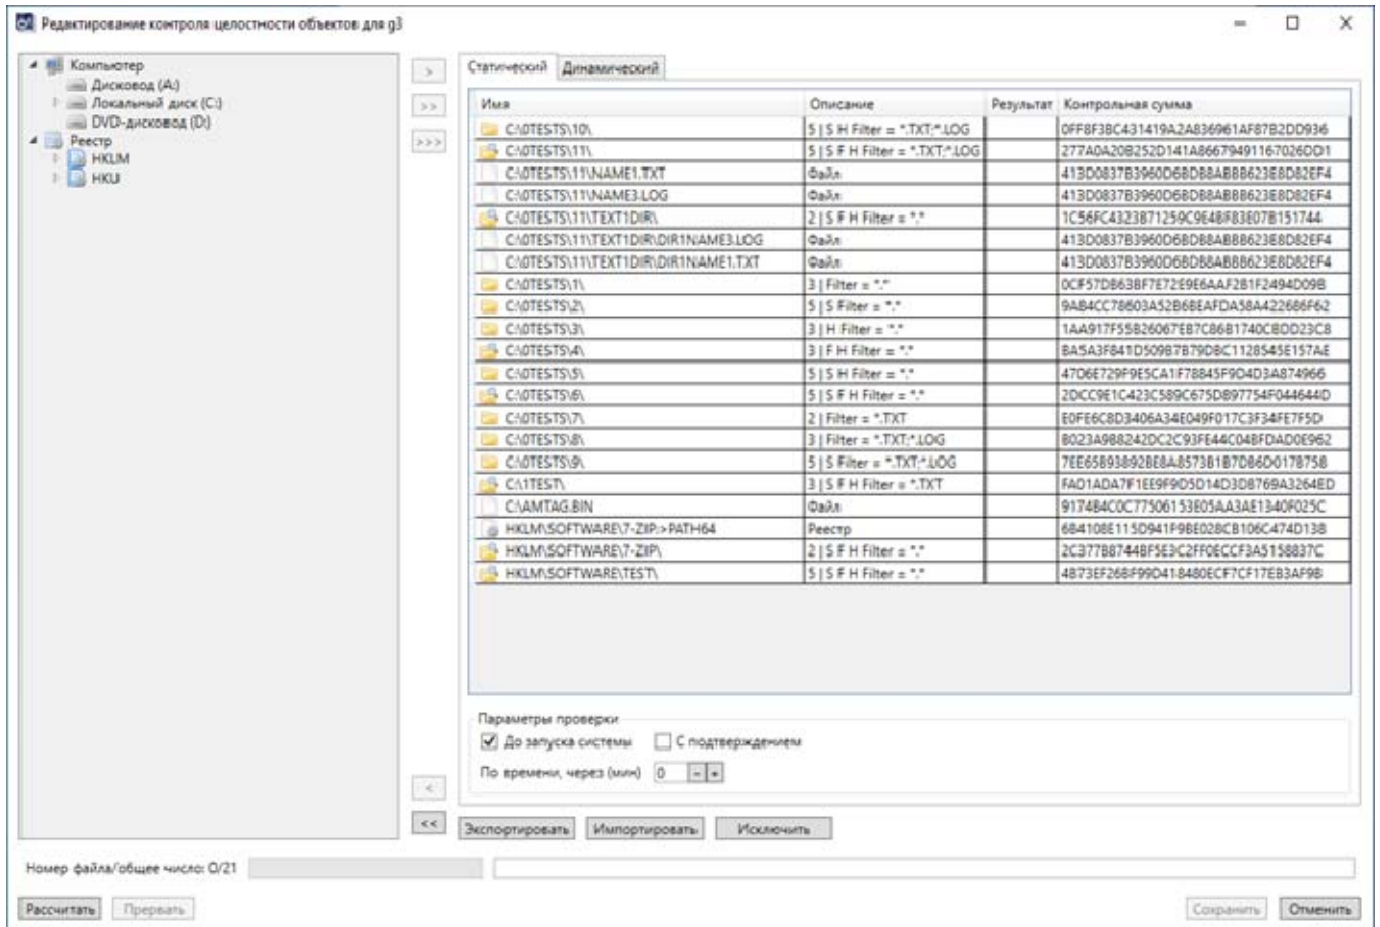 Редактирование контроля целостности объектов для g3
Компьютер
Дисковод (A:)
Локальный диск (C:)
DVD-дисковод (D:)
Реестр
HKLM
HKU
>
>>
>>>
<
<<
Статический Динамический
Имя Описание Результат Контрольная сумма
C:\0TESTS\10\ 5 | S H Filter = *.TXT;*.LOG
C:\0TESTS\11\ 5 | S F H Filter = *.TXT;*.LOG
C:\0TESTS\11\NAME1.TXT Файл 413D0837B3960D6BDB8ABBB623E8D82EF4
C:\0TESTS\11\NAME3.LOG Файл 413D0837B3960D6BDB8ABBB623E8D82EF4
C:\0TESTS\11\TEXT1DIR\ 2 | S F H Filter = *.*
C:\0TESTS\11\TEXT1DIR\DIR1NAME3.LOG Файл 413D0837B3960D6BDB8ABBB623E8D82EF4
C:\0TESTS\11\TEXT1DIR\DIR1NAME1.TXT Файл 413D0837B3960D6BDB8ABBB623E8D82EF4
C:\0TESTS\1\ 3 | Filter = *.*
C:\0TESTS\2\ 5 | S Filter = *.*
C:\0TESTS\3\ 3 | H Filter = *.*
C:\0TESTS\4\ 3 | F H Filter = *.*
C:\0TESTS\5\ 5 | S H Filter = *.*
C:\0TESTS\6\ 5 | S F H Filter = *.*
C:\0TESTS\7\ 2 | Filter = *.TXT
C:\0TESTS\8\ 3 | Filter = *.TXT;*.LOG
C:\0TESTS\9\ 5 | S Filter = *.TXT;*.LOG
C:\1TEST\ 3 | S F H Filter = *.TXT
C:\AMTAG.BIN Файл
HKLM\SOFTWARE\7-ZIP:>PATH64 Реестр
HKLM\SOFTWARE\7-ZIP\ 2 | S F H Filter = *.*
HKLM\SOFTWARE\TEST\ 5 | S F H Filter = *.*
Параметры проверки
До запуска системы С подтверждением
По времени, через (мин) 0 - +
Экспортировать Импортировать Исключить
Номер файла/общее число: 0/21
Рассчитать Прервать Сохранить Отменить